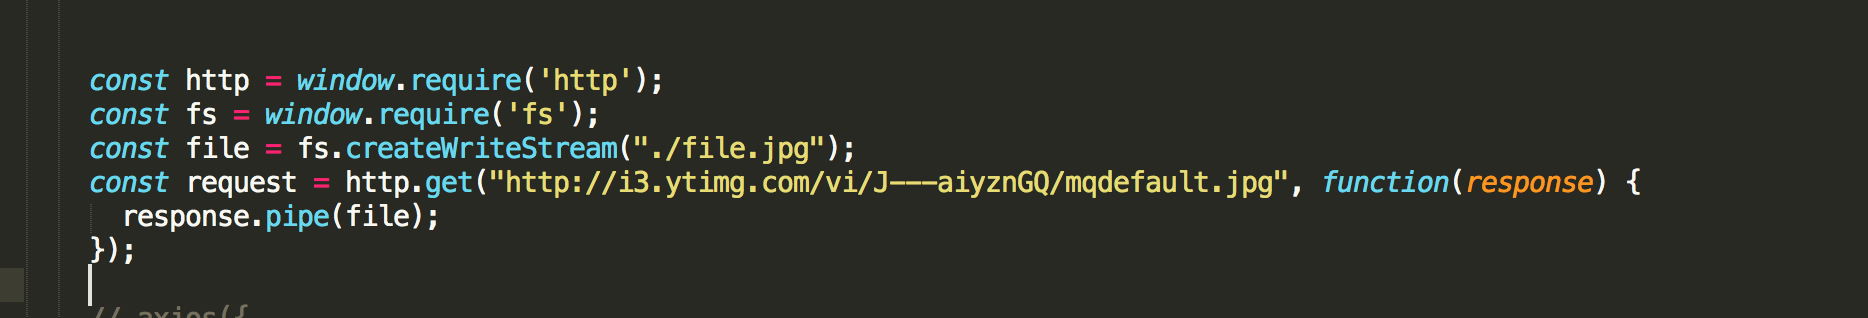 const http = window.require('http');
const fs = window.require('fs');
const file = fs.createWriteStream("./file.jpg");
const request = http.get("http://i3.ytimg.com/vi/J---aiyznGQ/mqdefault.jpg", function(response) {
  response.pipe(file);
});
// axios({